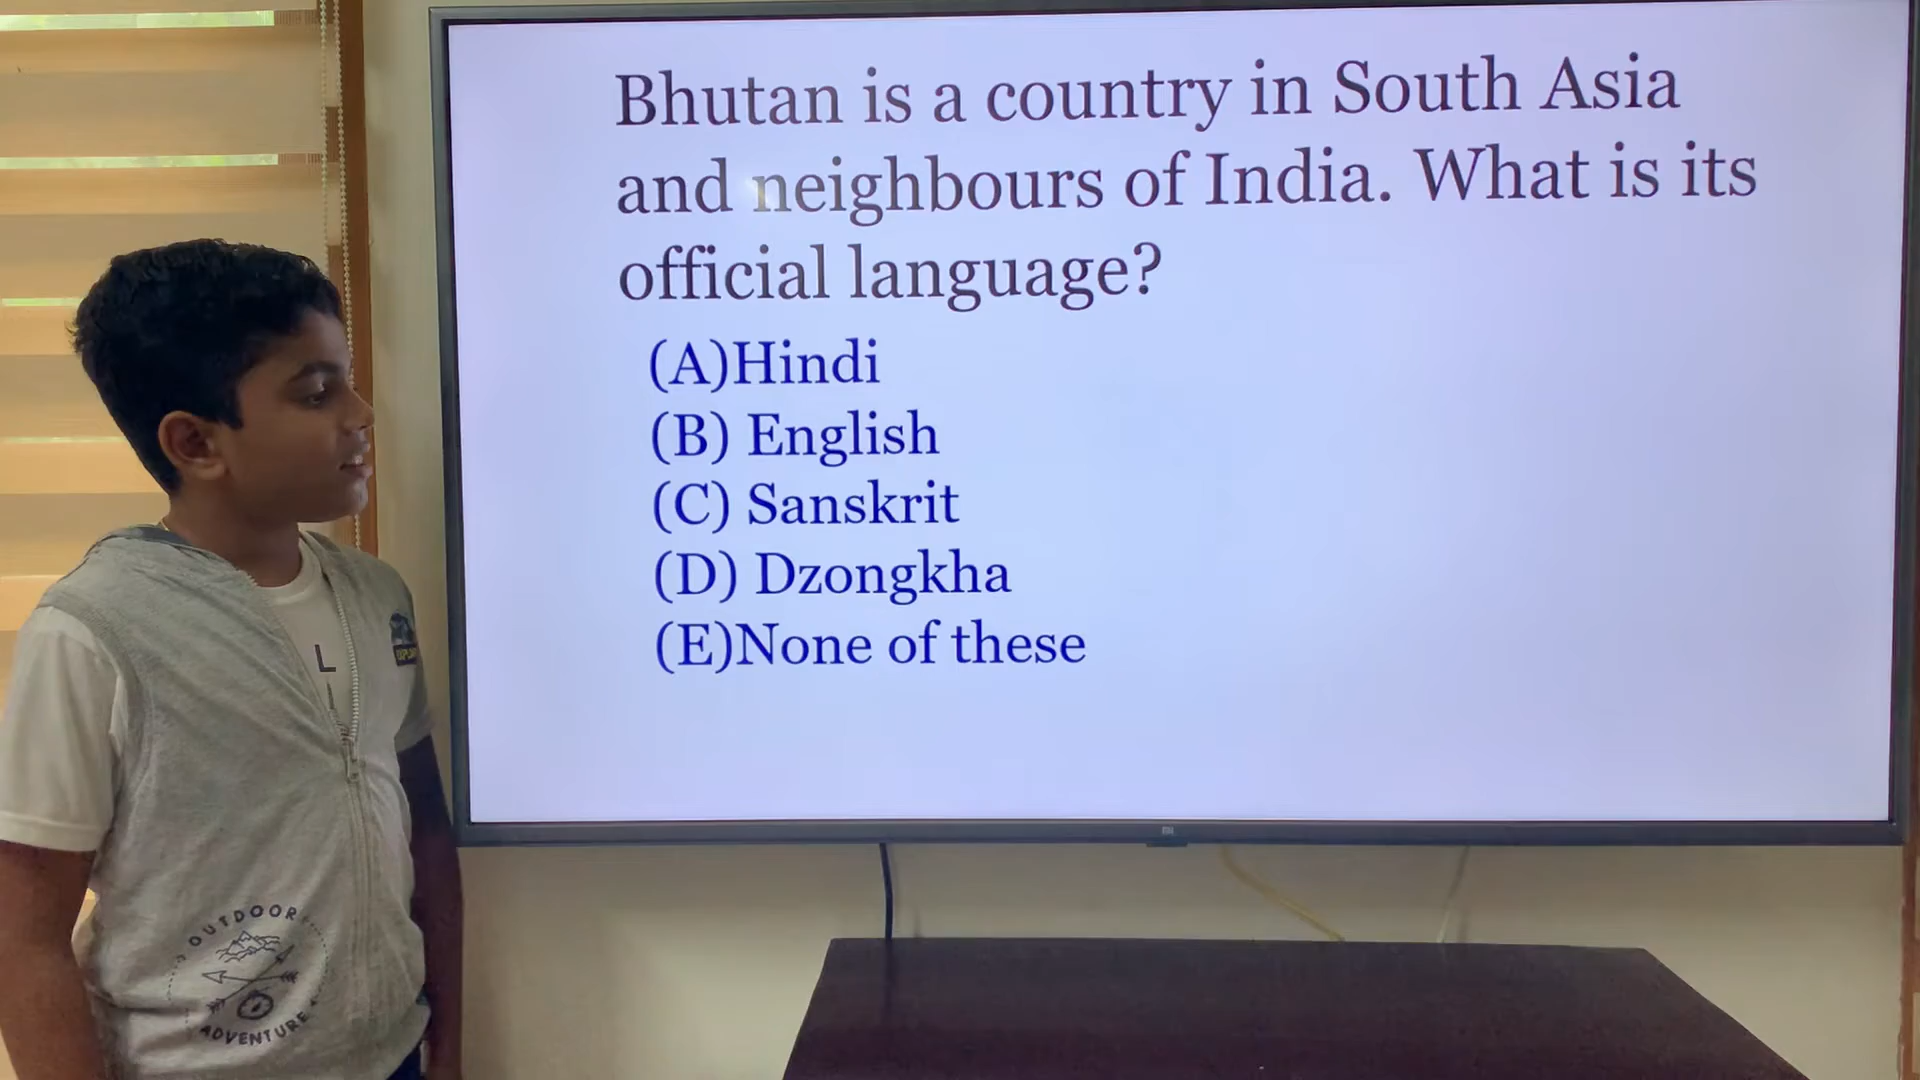 Bhutan is a country in South Asia
and neighbours of India. What is its
official language?
(A)Hindi
(B) English
(C) Sanskrit
(D) Dzongkha
(E)None of these
L
I
OUTDOOR
ADVENTURE